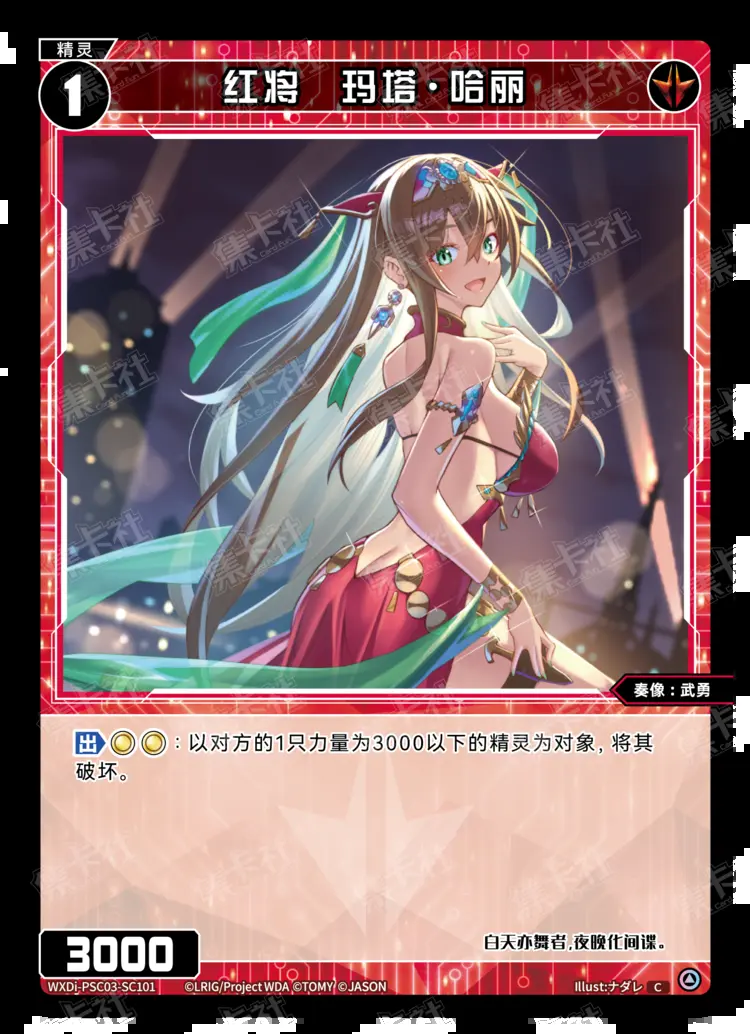 精灵
1
红将 玛塔·哈丽
奏像：武勇
出：以对方的1只力量为3000以下的精灵为对象，将其
破坏。
白天亦舞者，夜晚化间谍。
3000
WXDi-PSC03-SC101 ©LRIG/Project WDA ©TOMY ©JASON Illust:ナダレ C
集卡社